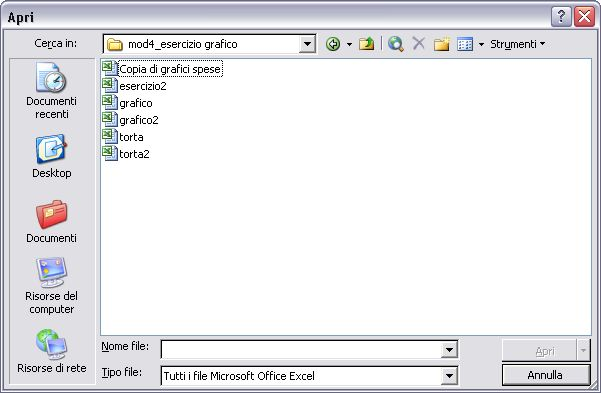 Apri
Cerca in:
mod4_esercizio grafico
Strumenti
Documenti
recenti
Desktop
Documenti
Risorse del
computer
Risorse di rete
Copia di grafici spese
esercizio2
grafico
grafico2
torta
torta2
Nome file:
Apri
Tipo file:
Tutti i file Microsoft Office Excel
Annulla